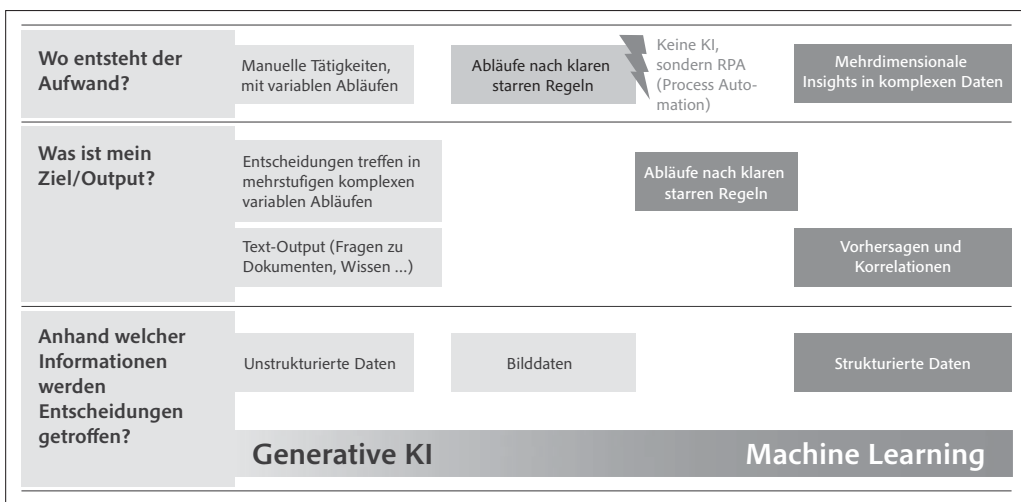 Wo entsteht der
Aufwand?
Manuelle Tätigkeiten,
mit variablen Abläufen
Abläufe nach klaren
starren Regeln
Keine KI,
sondern RPA
(Process Auto-
mation)
Mehrdimensionale
Insights in komplexen Daten
Was ist mein
Ziel/Output?
Entscheidungen treffen in
mehrstufigen komplexen
variablen Abläufen
Abläufe nach klaren
starren Regeln
Text-Output (Fragen zu
Dokumenten, Wissen ...)
Vorhersagen und
Korrelationen
Anhand welcher
Informationen
werden
Entscheidungen
getroffen?
Unstrukturierte Daten
Bilddaten
Strukturierte Daten
Generative KI
Machine Learning